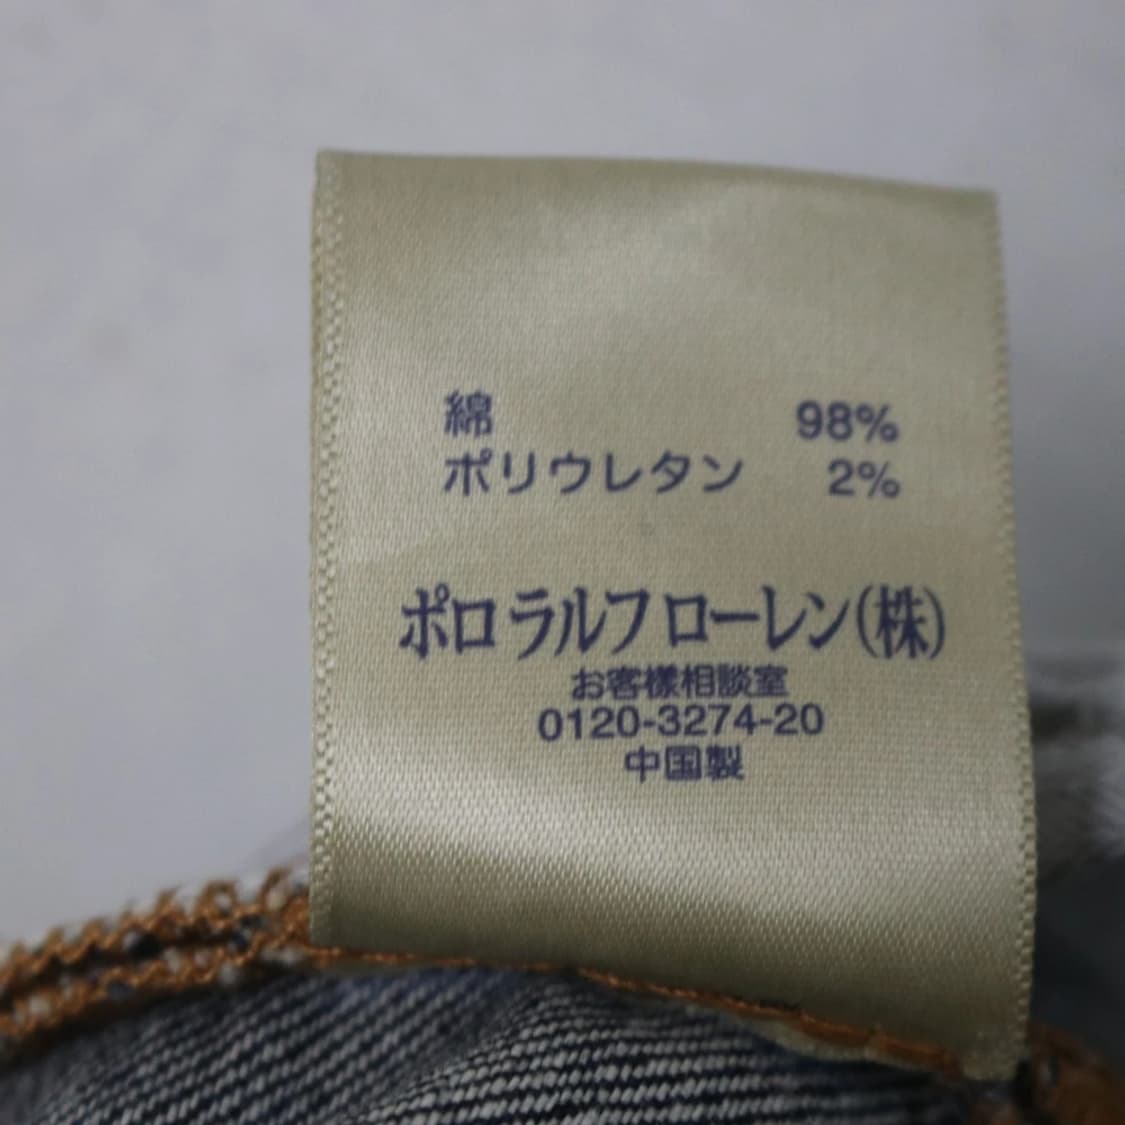 綿 98%
ポリウレタン 2%
ポロ ラルフ ローレン(株)
お客様相談室
0120-3274-20
中国製